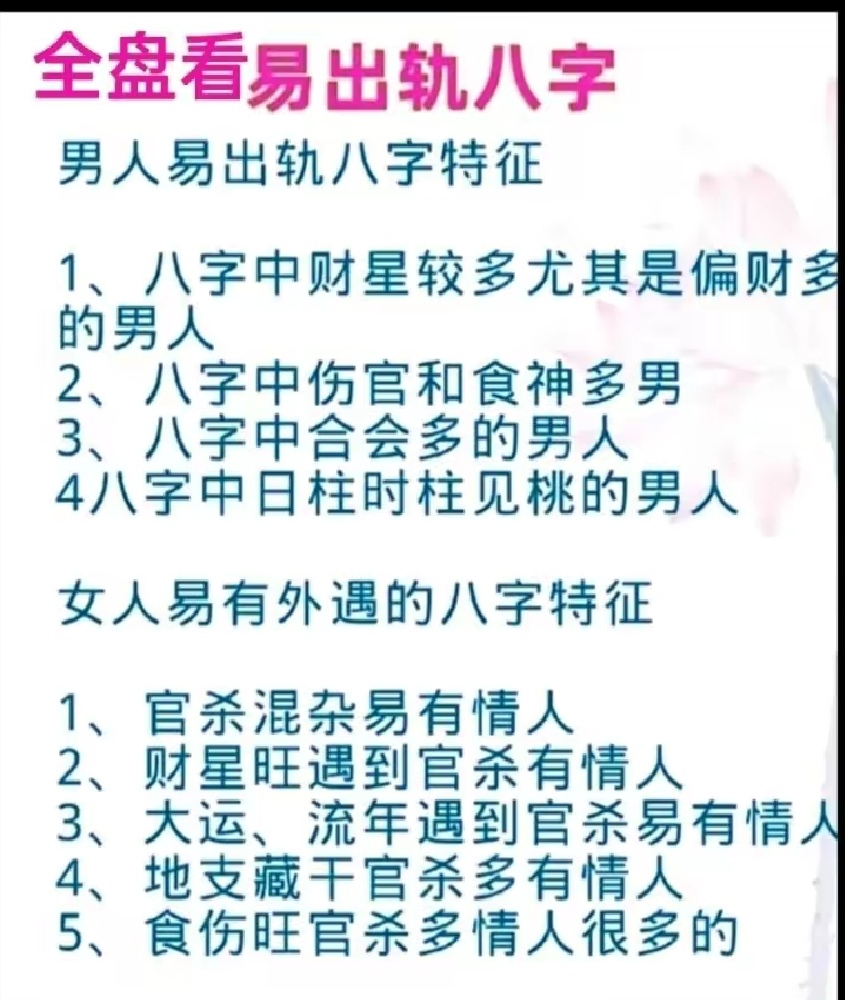 全盘看易出轨八字
男人易出轨八字特征
1、八字中财星较多尤其是偏财多
的男人
2、八字中伤官和食神多男
3、八字中合会多的男人
4八字中日柱时柱见桃的男人
女人易有外遇的八字特征
1、官杀混杂易有情人
2、财星旺遇到官杀有情人
3、大运、流年遇到官杀易有情人
4、地支藏干官杀多有情人
5、食伤旺官杀多情人很多的